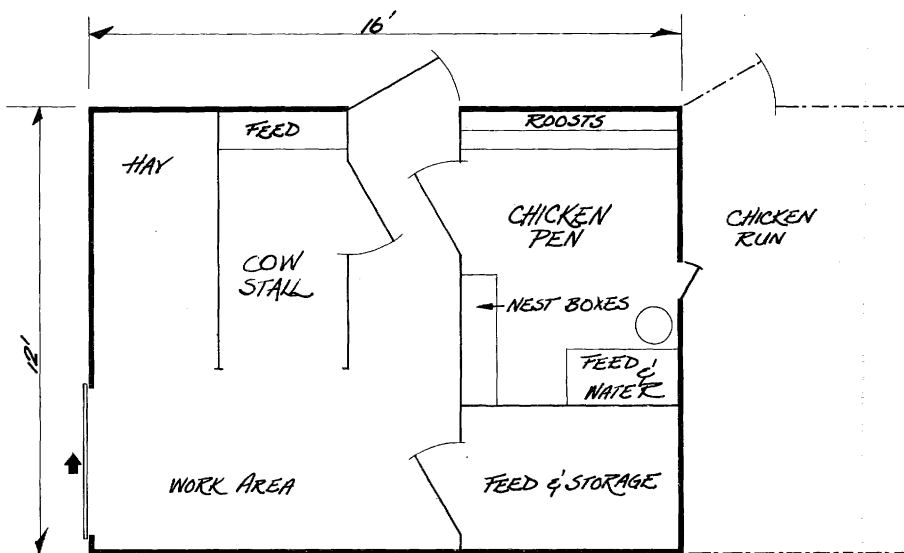 16'
FEED
ROOSTS
HAY
CHICKEN
PEN
CHICKEN
RUN
COW
STALL
NEST BOXES
12'
FEED &
WATER
WORK AREA
FEED & STORAGE